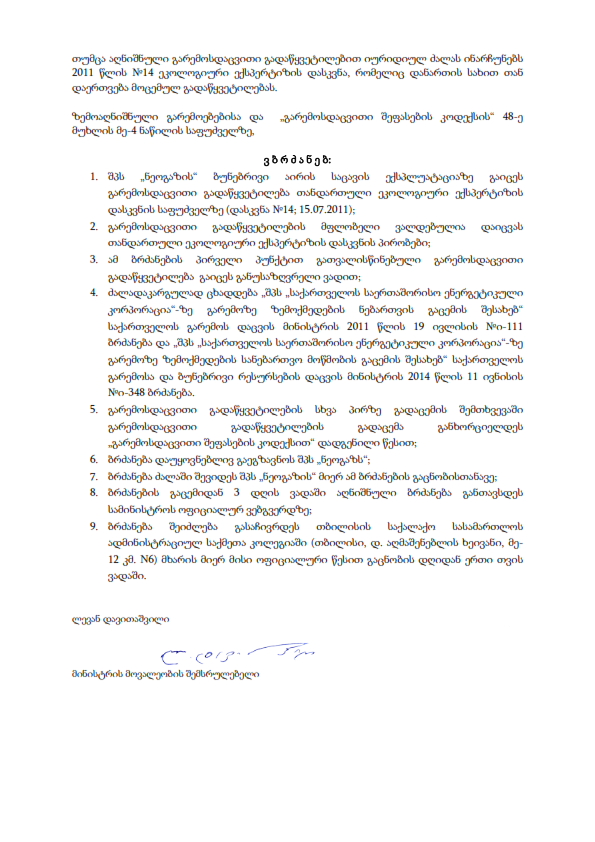 თუმცა აღნიშნული გარემოსდაცვითი გადაწყვეტილებით იურიდიულ ძალას ინარჩუნებს
2011 წლის №14 ეკოლოგიური ექსპერტიზის დასკვნა, რომელიც დანართის სახით თან
დაერთვება მოცემულ გადაწყვეტილებას.
ზემოაღნიშნული გარემოებებისა და „გარემოსდაცვითი შეფასების კოდექსის“ 48-ე
მუხლის მე-4 ნაწილის საფუძველზე,
ვ ბ რ ძ ა ნ ე ბ:
1. შპს „ნეოგაზის“ ბუნებრივი აირის საცავის ექსპლუატაციაზე გაიცეს
გარემოსდაცვითი გადაწყვეტილება თანდართული ეკოლოგიური ექსპერტიზის
დასკვნის საფუძველზე (დასკვნა №14; 15.07.2011);
2. გარემოსდაცვითი გადაწყვეტილების მფლობელი ვალდებულია დაიცვას
თანდართული ეკოლოგიური ექსპერტიზის დასკვნის პირობები;
3. ამ ბრძანების პირველი პუნქტით გათვალისწინებული გარემოსდაცვითი
გადაწყვეტილება გაიცეს განუსაზღვრელი ვადით;
4. ძალადაკარგულად ცხადდება „შპს „საქართველოს საერთაშორისო ენერგეტიკული
კორპორაცია“-ზე გარემოზე ზემოქმედების ნებართვის გაცემის შესახებ“
საქართველოს გარემოს დაცვის მინისტრის 2011 წლის 19 ივლისის №ი-111
ბრძანება და „შპს „საქართველოს საერთაშორისო ენერგეტიკული კორპორაცია“-ზე
გარემოზე ზემოქმედების სანებართვო მოწმობის გაცემის შესახებ“ საქართველოს
გარემოსა და ბუნებრივი რესურსების დაცვის მინისტრის 2014 წლის 11 ივნისის
№ი-348 ბრძანება.
5. გარემოსდაცვითი გადაწყვეტილების სხვა პირზე გადაცემის შემთხვევაში
გარემოსდაცვითი გადაწყვეტილების გადაცემა განხორციელდეს
„გარემოსდაცვითი შეფასების კოდექსით“ დადგენილი წესით;
6. ბრძანება დაუყოვნებლივ გაეგზავნოს შპს „ნეოგაზს“;
7. ბრძანება ძალაში შევიდეს შპს „ნეოგაზის“ მიერ ამ ბრძანების გაცნობისთანავე;
8. ბრძანების გაცემიდან 3 დღის ვადაში აღნიშნული ბრძანება განთავსდეს
სამინისტროს ოფიციალურ ვებგვერდზე;
9. ბრძანება შეიძლება გასაჩივრდეს თბილისის საქალაქო სასამართლოს
ადმინისტრაციულ საქმეთა კოლეგიაში (თბილისი, დ. აღმაშენებლის ხეივანი, მე-
12 კმ. N6) მხარის მიერ მისი ოფიციალური წესით გაცნობის დღიდან ერთი თვის
ვადაში.
ლევან დავითაშვილი
მინისტრის მოვალეობის შემსრულებელი